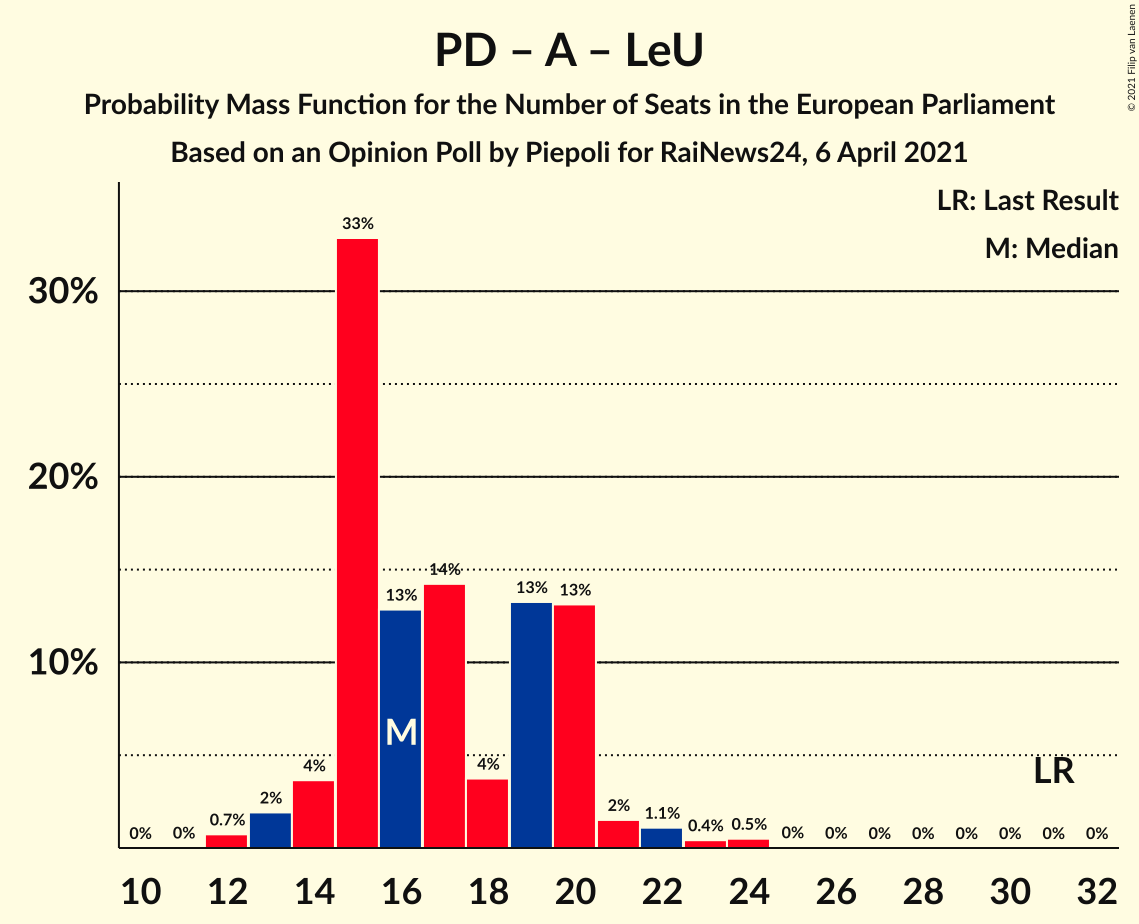 PD – A – LeU
Probability Mass Function for the Number of Seats in the European Parliament
Based on an Opinion Poll by Piepoli for RaiNews24, 6 April 2021
© 2021 Filip van Laenen
LR: Last Result
M: Median
30%
20%
10%
0% 0% 0.7% 2% 4% 33% 13% 14% 4% 13% 13% 2% 1.1% 0.4% 0.5% 0% 0% 0% 0% 0% 0% 0% 0%
M
LR
10 12 14 16 18 20 22 24 26 28 30 32